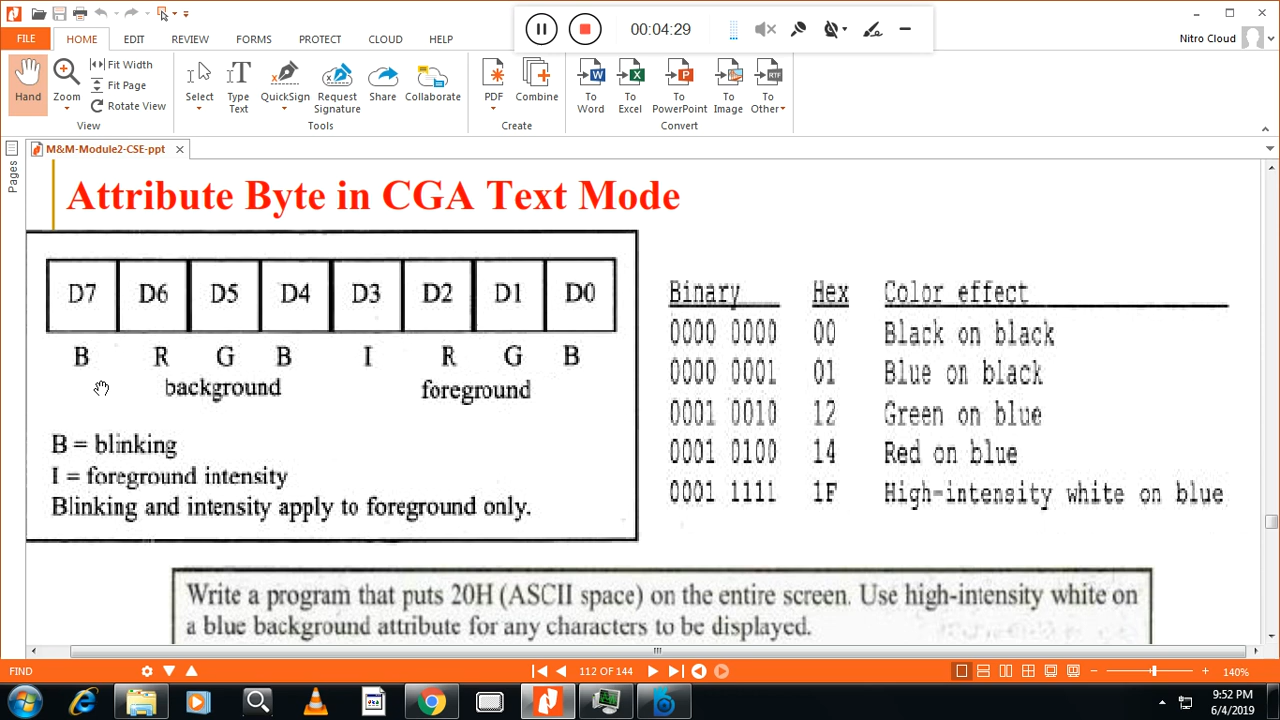 00:04:29
FILE HOME EDIT REVIEW FORMS PROTECT CLOUD HELP
Nitro Cloud
Hand
Zoom
Fit Width
Fit Page
Rotate View
View
Select
Type Text
QuickSign
Request Signature
Share
Collaborate
Tools
PDF
Combine
Create
To Word
To Excel
To PowerPoint
To Image
To Other
Convert
M&M-Module2-CSE-ppt
Pages
Attribute Byte in CGA Text Mode
D7 D6 D5 D4 D3 D2 D1 D0
B R G B I R G B
background foreground
B = blinking
I = foreground intensity
Blinking and intensity apply to foreground only.
Binary Hex Color effect
0000 0000 00 Black on black
0000 0001 01 Blue on black
0001 0010 12 Green on blue
0001 0100 14 Red on blue
0001 1111 1F High-intensity white on blue
Write a program that puts 20H (ASCII space) on the entire screen. Use high-intensity white on
a blue background attribute for any characters to be displayed.
FIND
112 OF 144
140%
9:52 PM
6/4/2019